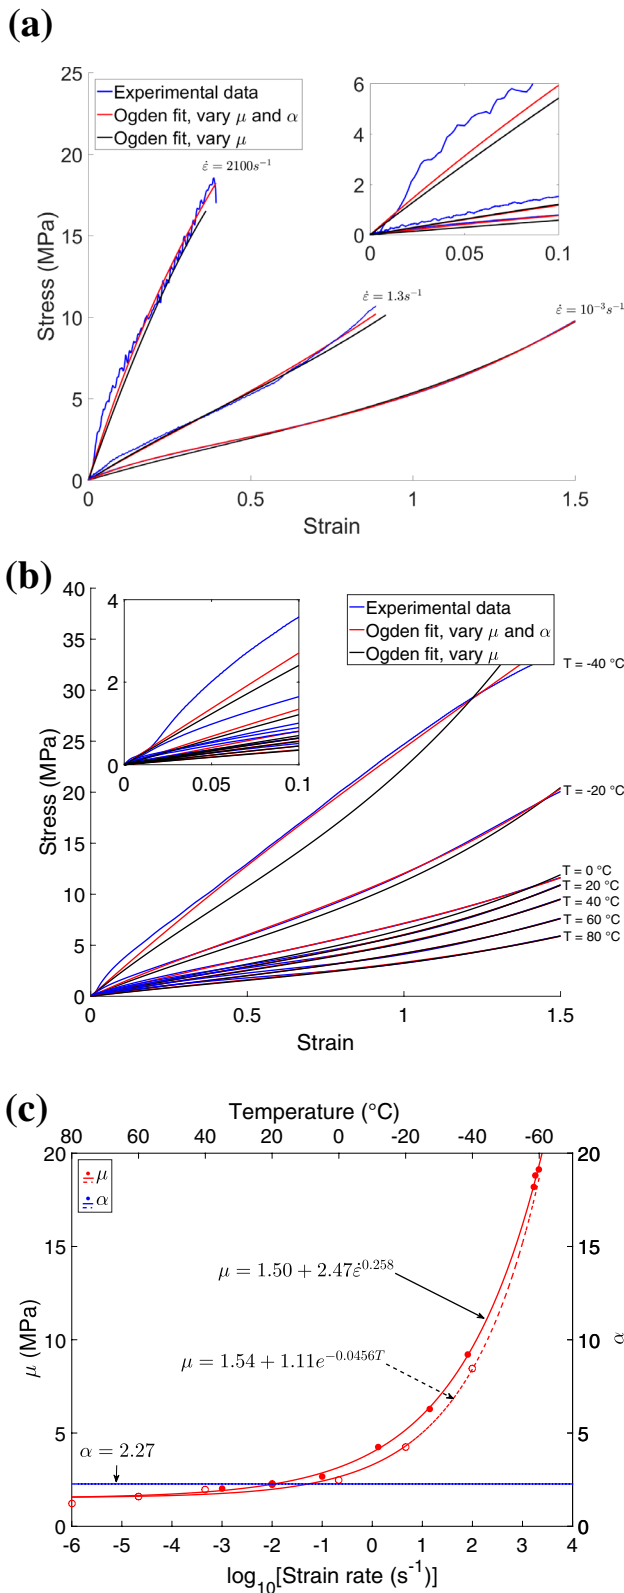 (a)
25
20
15
10
5
0
Stress (MPa)
Experimental data
Ogden fit, vary μ and α
Ogden fit, vary μ
6
4
2
0
0 0.05 0.1
ε̇ = 2100s⁻¹
ε̇ = 1.3s⁻¹
ε̇ = 10⁻³s⁻¹
0 0.5 1 1.5
Strain
(b)
40
35
30
25
20
15
10
5
0
Stress (MPa)
4
2
0
0 0.05 0.1
Experimental data
Ogden fit, vary μ and α
Ogden fit, vary μ
T = -40 °C
T = -20 °C
T = 0 °C
T = 20 °C
T = 40 °C
T = 60 °C
T = 80 °C
0 0.5 1 1.5
Strain
(c)
Temperature (°C)
80 60 40 20 0 -20 -40 -60
20
15
10
5
0
μ (MPa)
μ
α
μ = 1.50 + 2.47ε̇^0.258
μ = 1.54 + 1.11e^−0.0456T
α = 2.27
20
15
10
5
0
α
-6 -5 -4 -3 -2 -1 0 1 2 3 4
log₁₀[Strain rate (s⁻¹)]